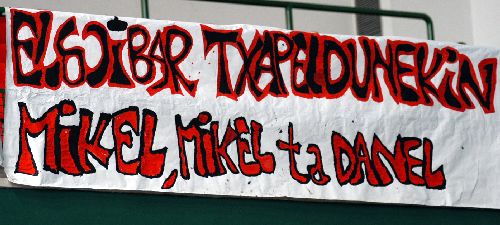 ELGOIBAR TXAPELDUNEKIN
MIKEL, MIKEL ta DANEL